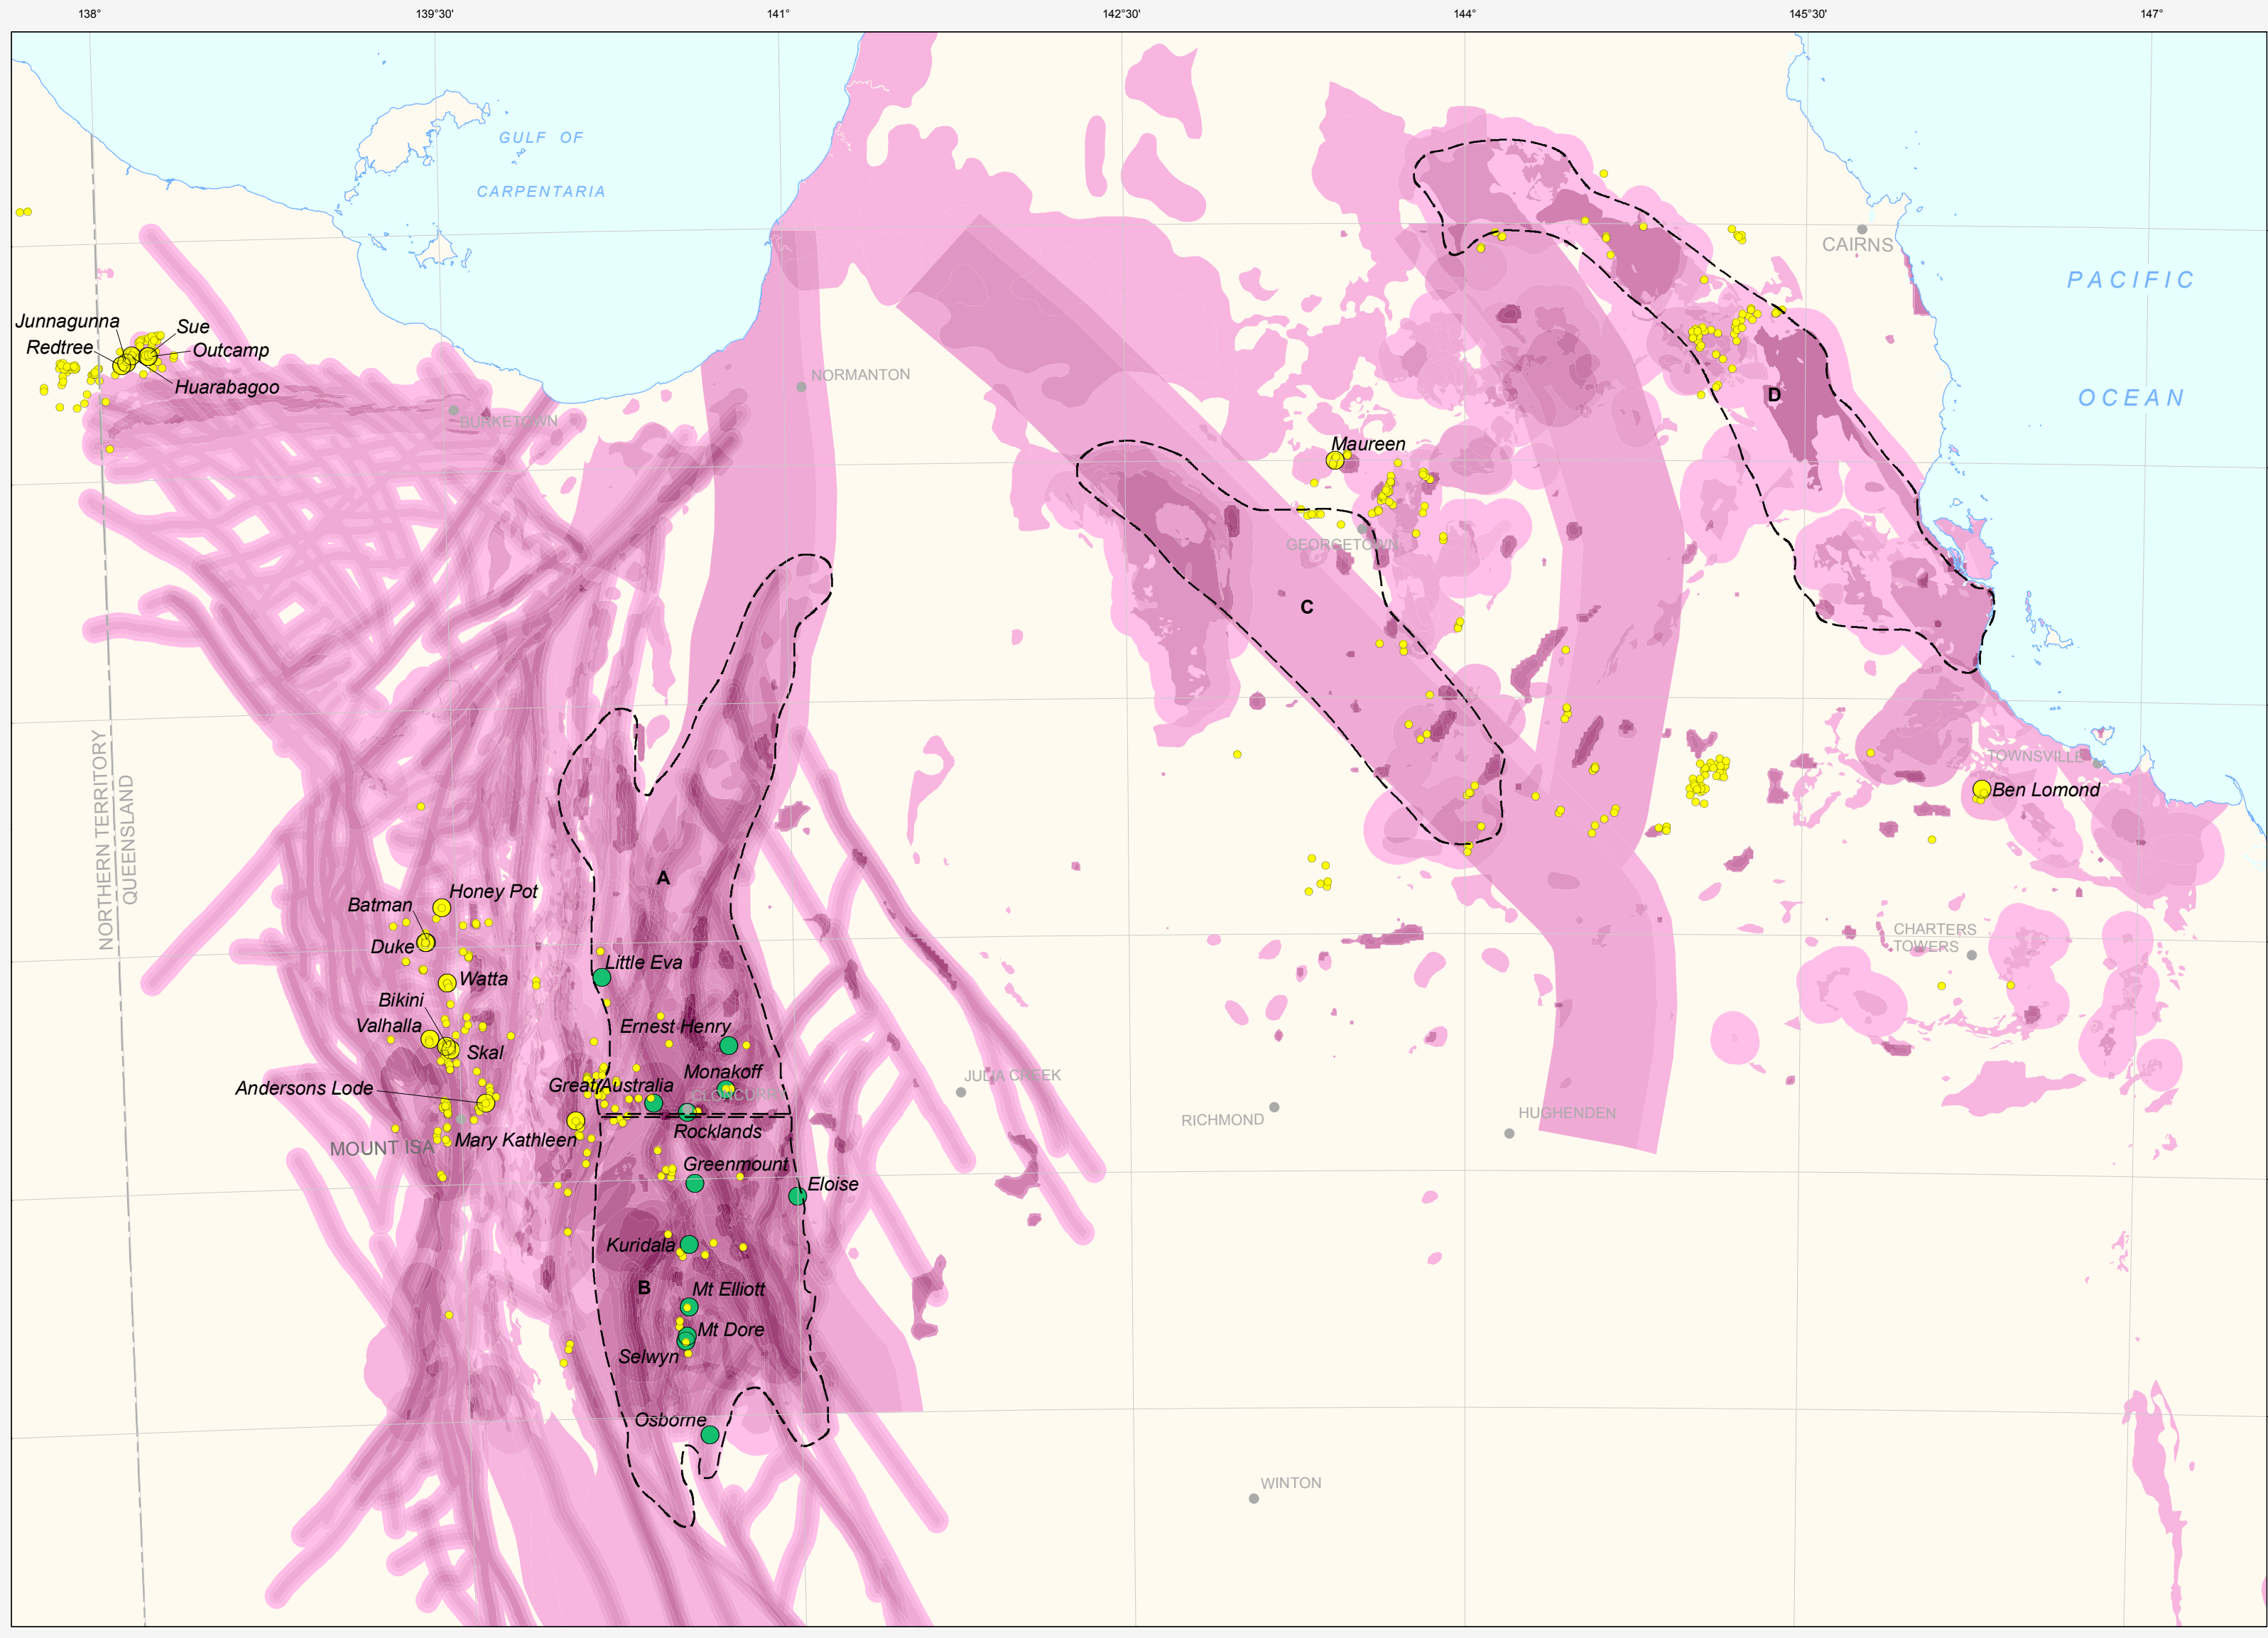 138°
139°30'
141°
142°30'
144°
145°30'
147°
GULF OF
CARPENTARIA
CAIRNS
PACIFIC
OCEAN
Junnagunna
Sue
Redtree
Outcamp
Huarabagoo
NORMANTON
BURKETOWN
D
Maureen
GEORGETOWN
C
NORTHERN TERRITORY
QUEENSLAND
TOWNSVILLE
Ben Lomond
A
Honey Pot
Batman
Duke
CHARTERS
TOWERS
Little Eva
Watta
Bikini
Valhalla
Ernest Henry
Skal
Monakoff
Andersons Lode
Great Australia
CLONCURRY
JULIA CREEK
RICHMOND
HUGHENDEN
Rocklands
Mary Kathleen
MOUNT ISA
Greenmount
Eloise
Kuridala
B
Mt Elliott
Mt Dore
Selwyn
Osborne
WINTON